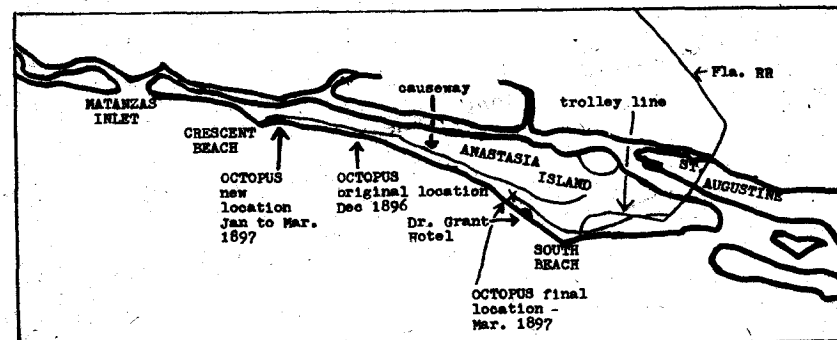 Fla. RR
causeway
trolley line
MATANZAS
INLET
CRESCENT
BEACH
ANASTASIA
ISLAND
ST.
AUGUSTINE
OCTOPUS
new
location
Jan to Mar.
1897
OCTOPUS
original location
Dec 1896
Dr. Grant
Hotel
SOUTH
BEACH
OCTOPUS final
location -
Mar. 1897